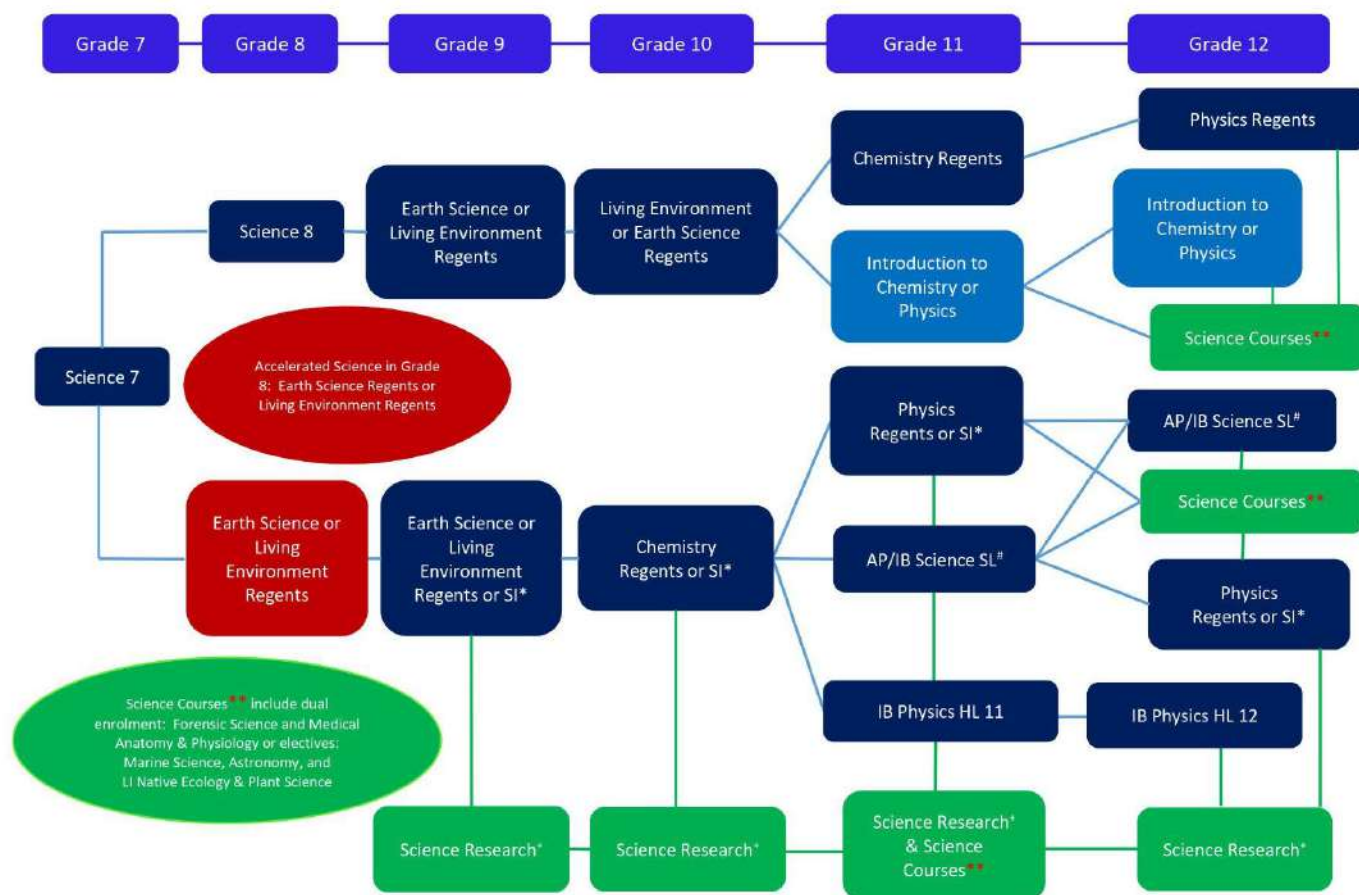 Grade 7
Grade 8
Grade 9
Grade 10
Grade 11
Grade 12
Physics Regents
Chemistry Regents
Science 8
Earth Science or
Living Environment
Regents
Living Environment
or Earth Science
Regents
Introduction to
Chemistry or
Physics
Introduction to
Chemistry or
Physics
Science Courses**
Science 7
Accelerated Science in Grade
8: Earth Science Regents or
Living Environment Regents
Physics
Regents or SI*
AP/IB Science SL#
Science Courses**
Earth Science or
Living
Environment
Regents
Earth Science or
Living
Environment
Regents or SI*
Chemistry
Regents or SI*
AP/IB Science SL#
Physics
Regents or SI*
IB Physics HL 11
IB Physics HL 12
Science Courses** include dual
enrolment: Forensic Science and Medical
Anatomy & Physiology or electives:
Marine Science, Astronomy, and
LI Native Ecology & Plant Science
Science Research+
Science Research+
Science Research+
& Science
Courses**
Science Research+